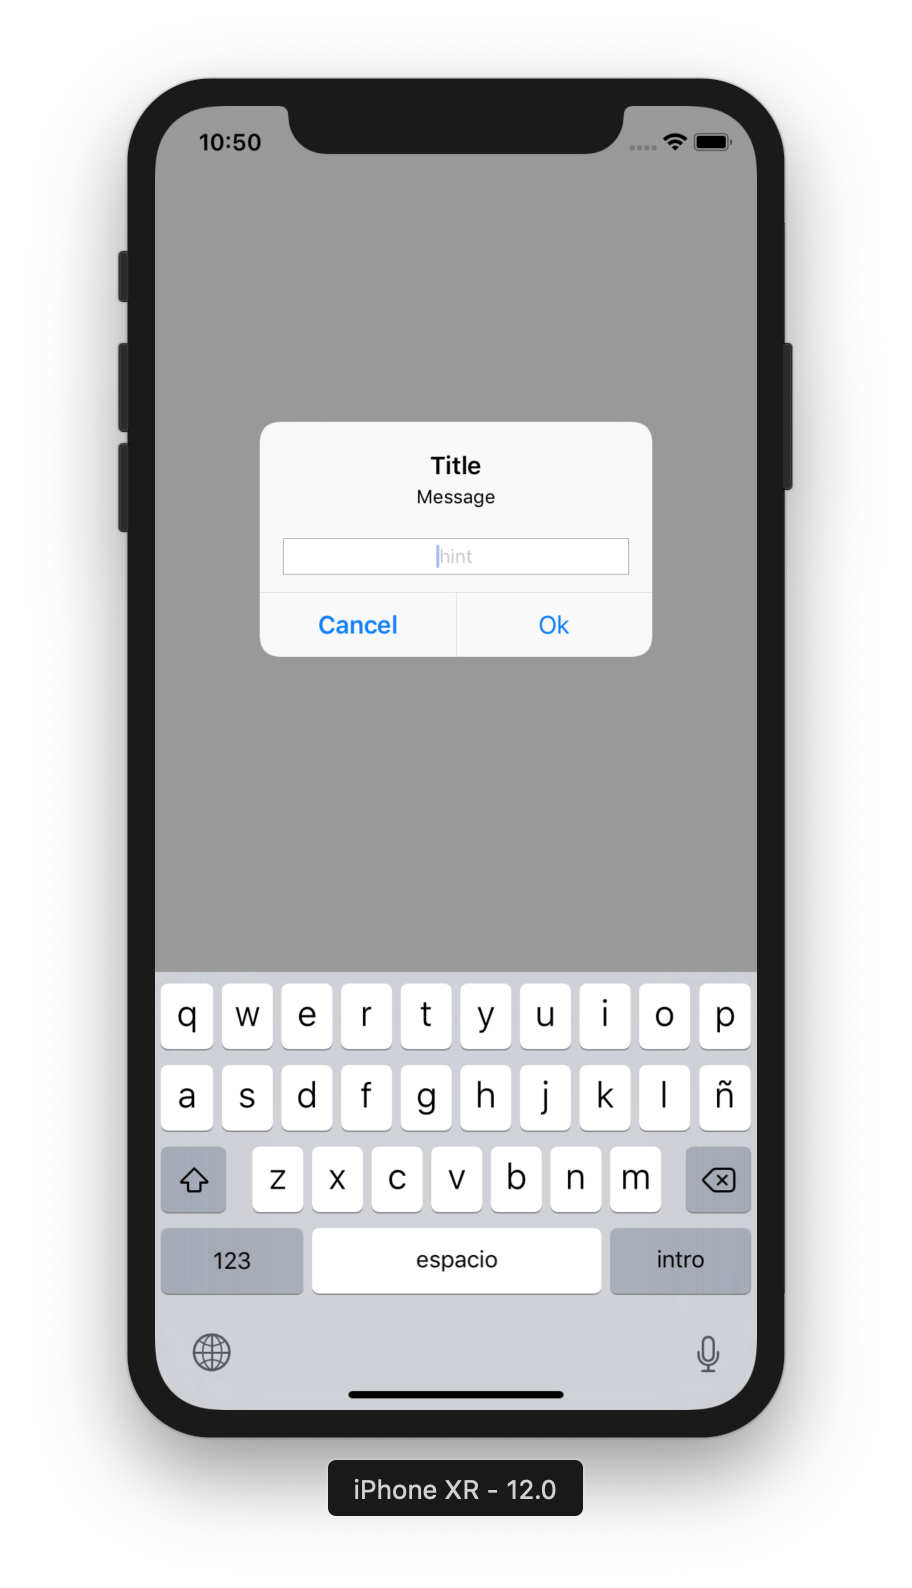 10:50
Title
Message
hint
Cancel Ok
q w e r t y u i o p
a s d f g h j k l ñ
z x c v b n m
123 espacio intro
iPhone XR - 12.0